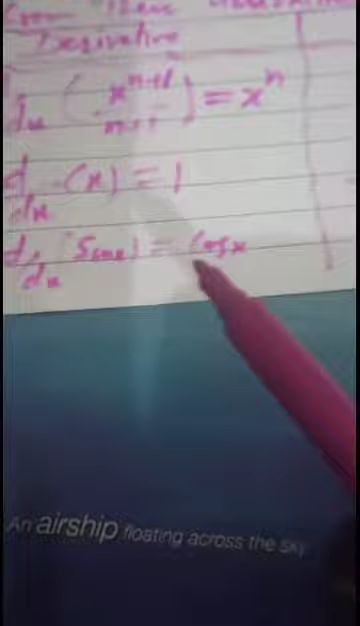 Derivative
d/dx (x^{n+1}/n+1) = x^n
d/dx (x) = 1
d/dx (Sinx) = Cosx
An airship floating across the sky